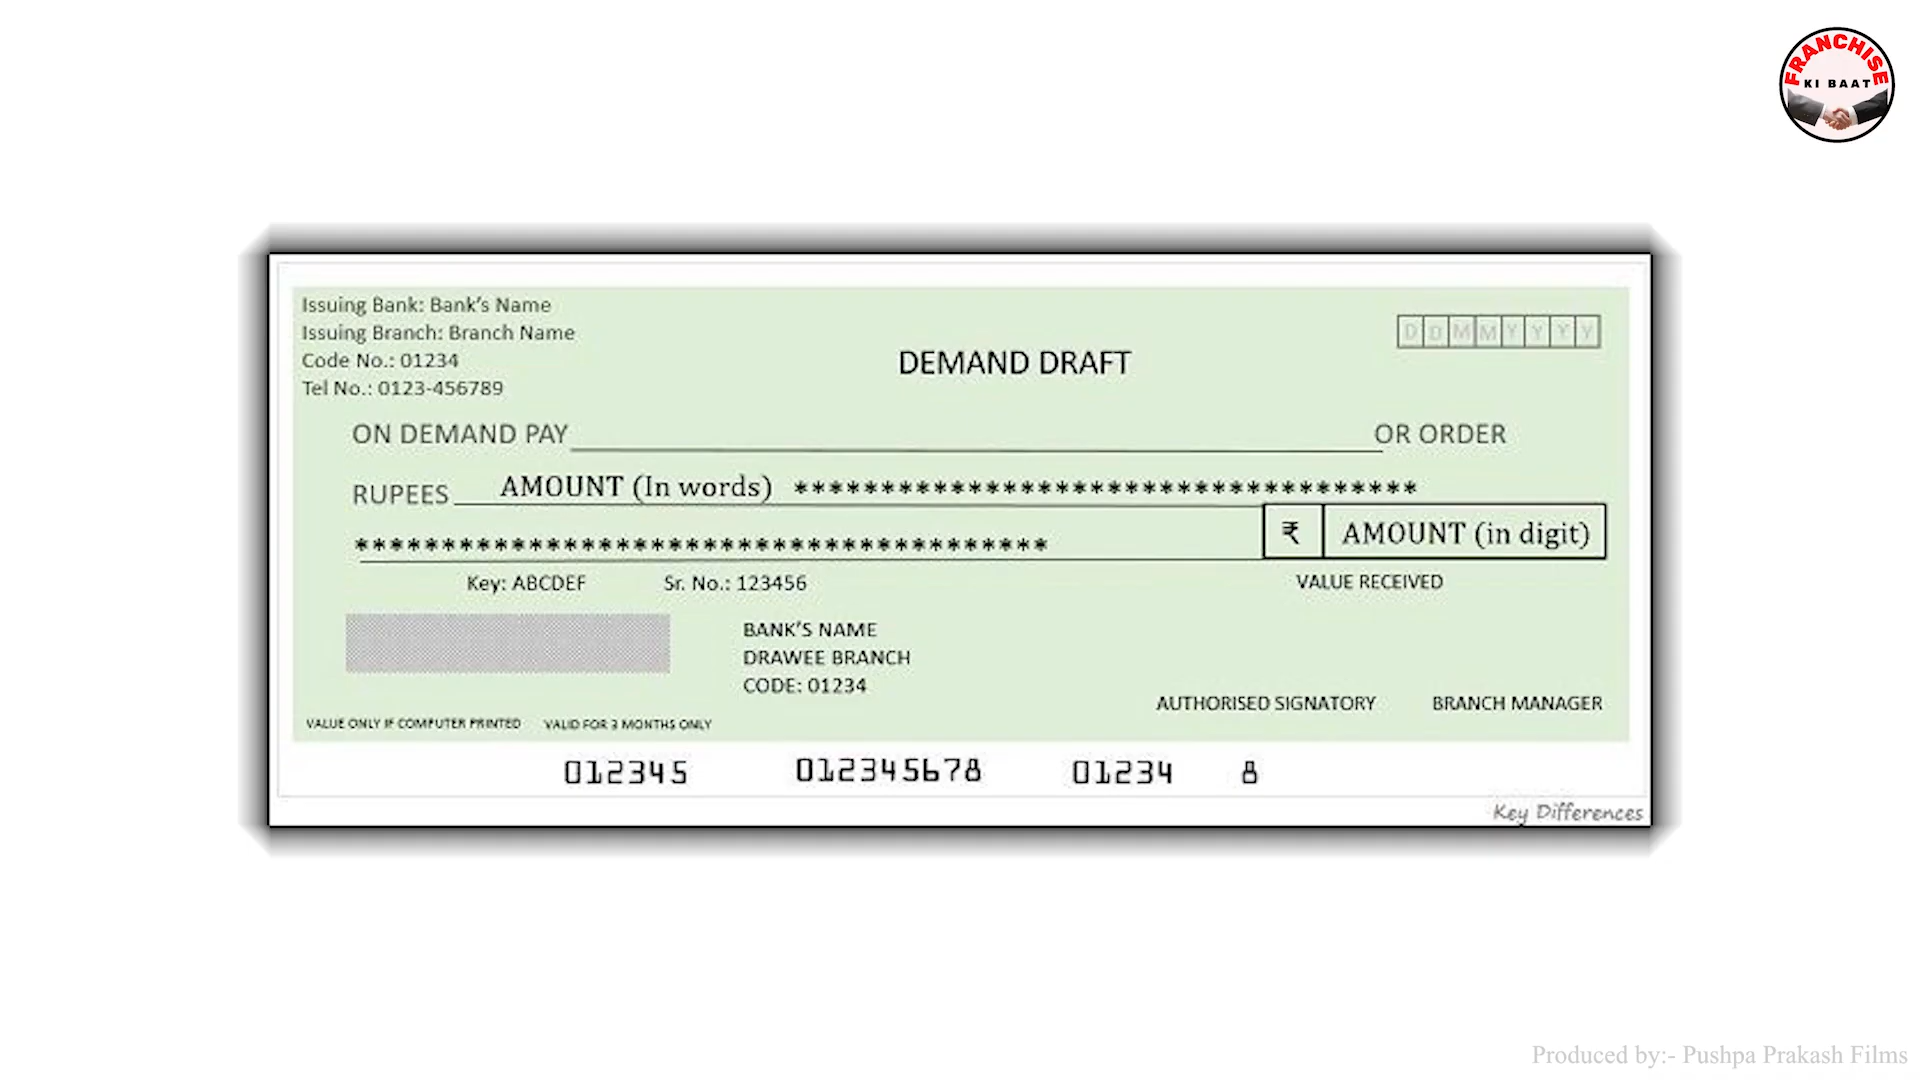 FRANCHISE
KI BAAT
Issuing Bank: Bank's Name
Issuing Branch: Branch Name
Code No.: 01234
Tel No.: 0123-456789
DEMAND DRAFT
D D M M Y Y Y Y
ON DEMAND PAY OR ORDER
RUPEES AMOUNT (In words) ************************************
****************************************
₹ AMOUNT (in digit)
Key: ABCDEF Sr. No.: 123456 VALUE RECEIVED
BANK'S NAME
DRAWEE BRANCH
CODE: 01234
AUTHORISED SIGNATORY BRANCH MANAGER
VALUE ONLY IF COMPUTER PRINTED VALID FOR 3 MONTHS ONLY
012345 012345678 01234 8
Key Differences
Produced by:- Pushpa Prakash Films